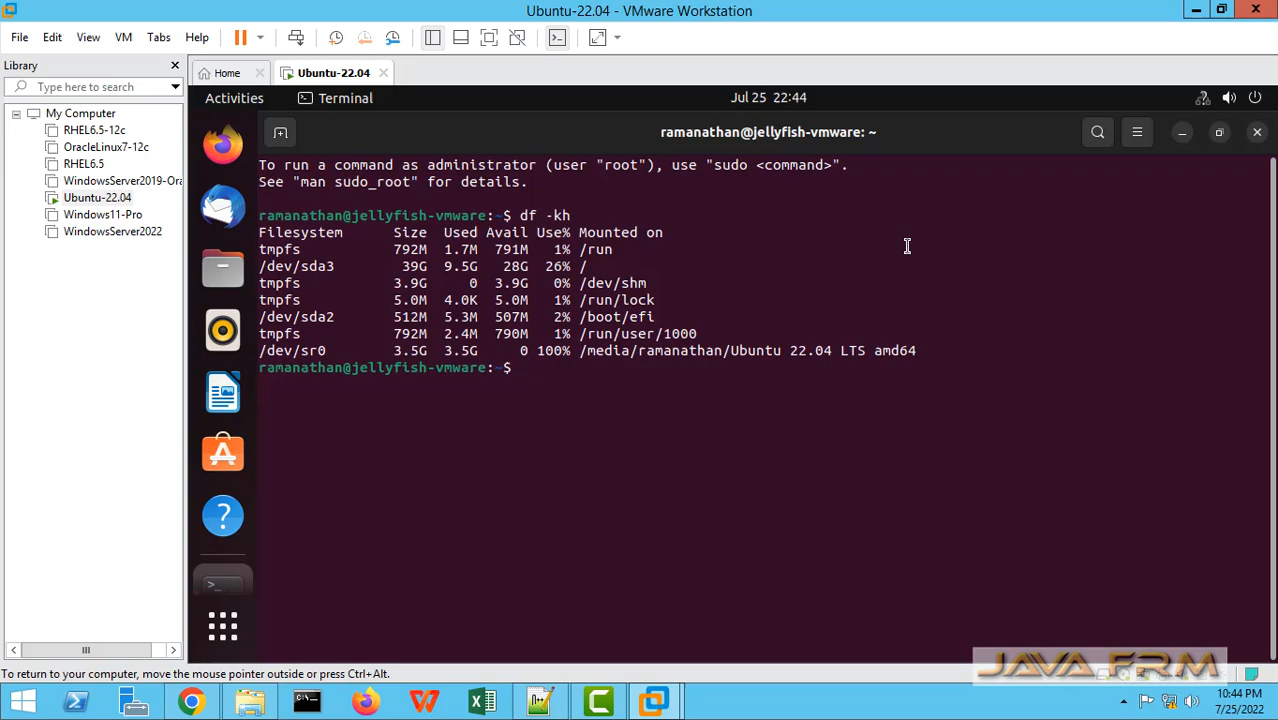 Ubuntu-22.04 - VMware Workstation
File Edit View VM Tabs Help
Library
Type here to search
My Computer
RHEL6.5-12c
OracleLinux7-12c
RHEL6.5
WindowsServer2019-Ora
Ubuntu-22.04
Windows11-Pro
WindowsServer2022
Home Ubuntu-22.04
Activities Terminal Jul 25 22:44
ramanathan@jellyfish-vmware: ~
To run a command as administrator (user "root"), use "sudo <command>".
See "man sudo_root" for details.
ramanathan@jellyfish-vmware:~$ df -kh
Filesystem Size Used Avail Use% Mounted on
tmpfs 792M 1.7M 791M 1% /run
/dev/sda3 39G 9.5G 28G 26% /
tmpfs 3.9G 0 3.9G 0% /dev/shm
tmpfs 5.0M 4.0K 5.0M 1% /run/lock
/dev/sda2 512M 5.3M 507M 2% /boot/efi
tmpfs 792M 2.4M 790M 1% /run/user/1000
/dev/sr0 3.5G 3.5G 0 100% /media/ramanathan/Ubuntu 22.04 LTS amd64
ramanathan@jellyfish-vmware:~$
JAVA FRM
To return to your computer, move the mouse pointer outside or press Ctrl+Alt.
10:44 PM
7/25/2022